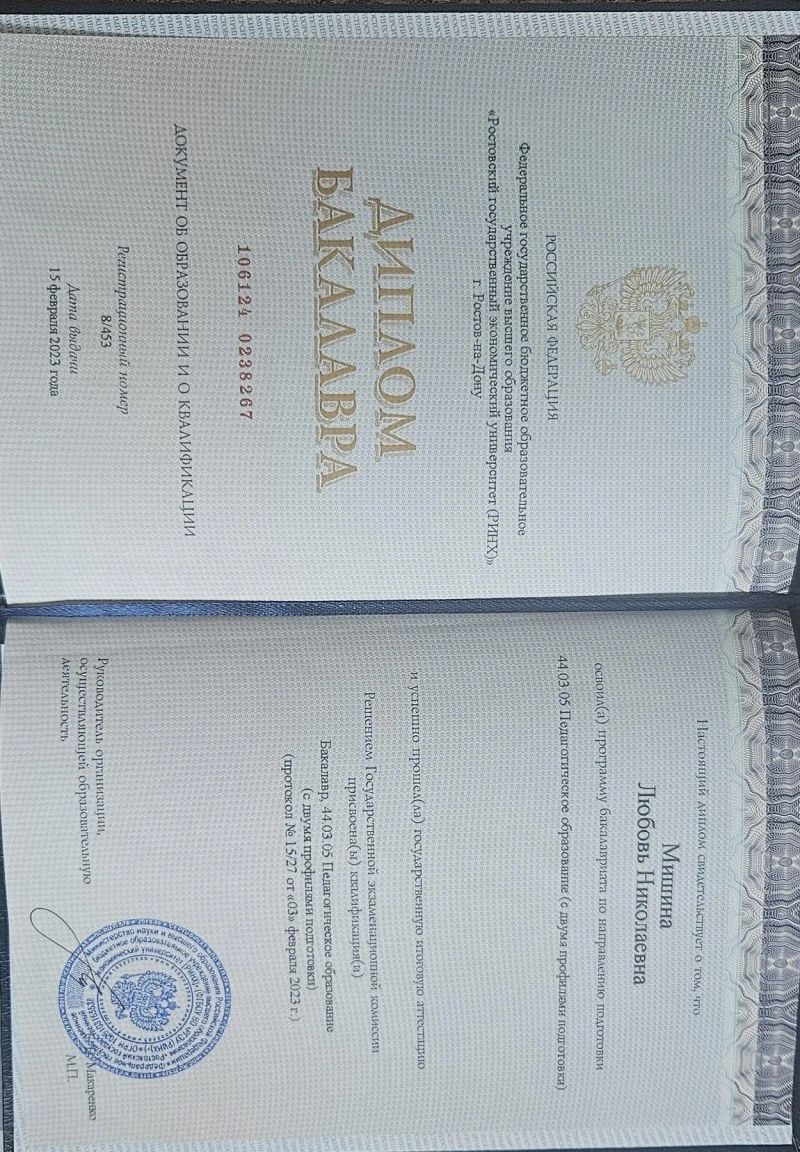 РОССИЙСКАЯ ФЕДЕРАЦИЯ
Федеральное государственное бюджетное образовательное
учреждение высшего образования
«Ростовский государственный экономический университет (РИНХ)»
г. Ростов-на-Дону
ДИПЛОМ
БАКАЛАВРА
106124 0238267
ДОКУМЕНТ ОБ ОБРАЗОВАНИИ И О КВАЛИФИКАЦИИ
Регистрационный номер
8/453
Дата выдачи
15 февраля 2023 года
Настоящий диплом свидетельствует о том, что
Мишина
Любовь Николаевна
освоил(а) программу бакалавриата по направлению подготовки
44.03.05 Педагогическое образование (с двумя профилями подготовки)
и успешно прошел(ла) государственную итоговую аттестацию
Решением Государственной экзаменационной комиссии
присвоена(ы) квалификация(и)
Бакалавр, 44.03.05 Педагогическое образование
(с двумя профилями подготовки)
(протокол № 15/27 от «03» февраля 2023 г.)
Руководитель организации,
осуществляющей образовательную
деятельность
Макаренко
М.П.